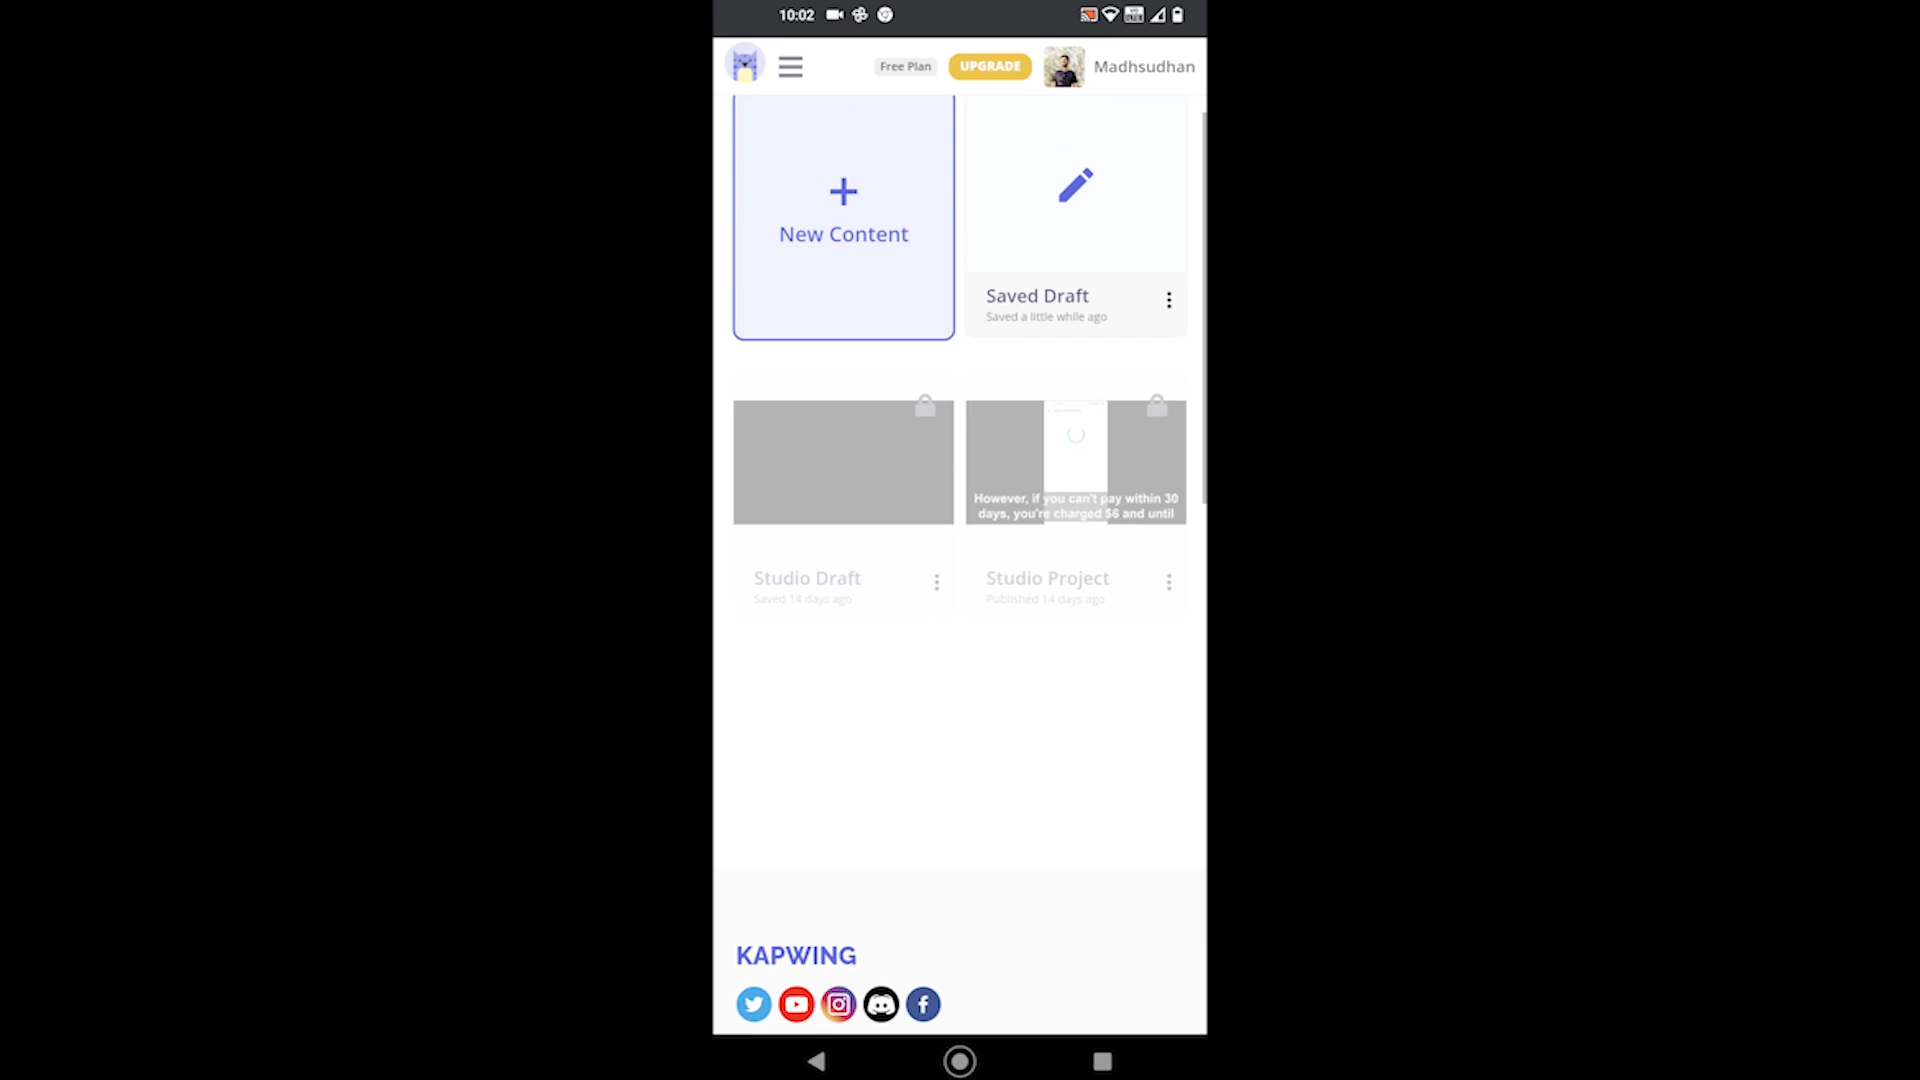 10:02
VO
LTE
Free Plan
UPGRADE
Madhsudhan
New Content
Saved Draft
Saved a little while ago
However, if you can't pay within 30
days, you're charged $6 and until
Studio Draft
Saved 14 days ago
Studio Project
Published 14 days ago
KAPWING